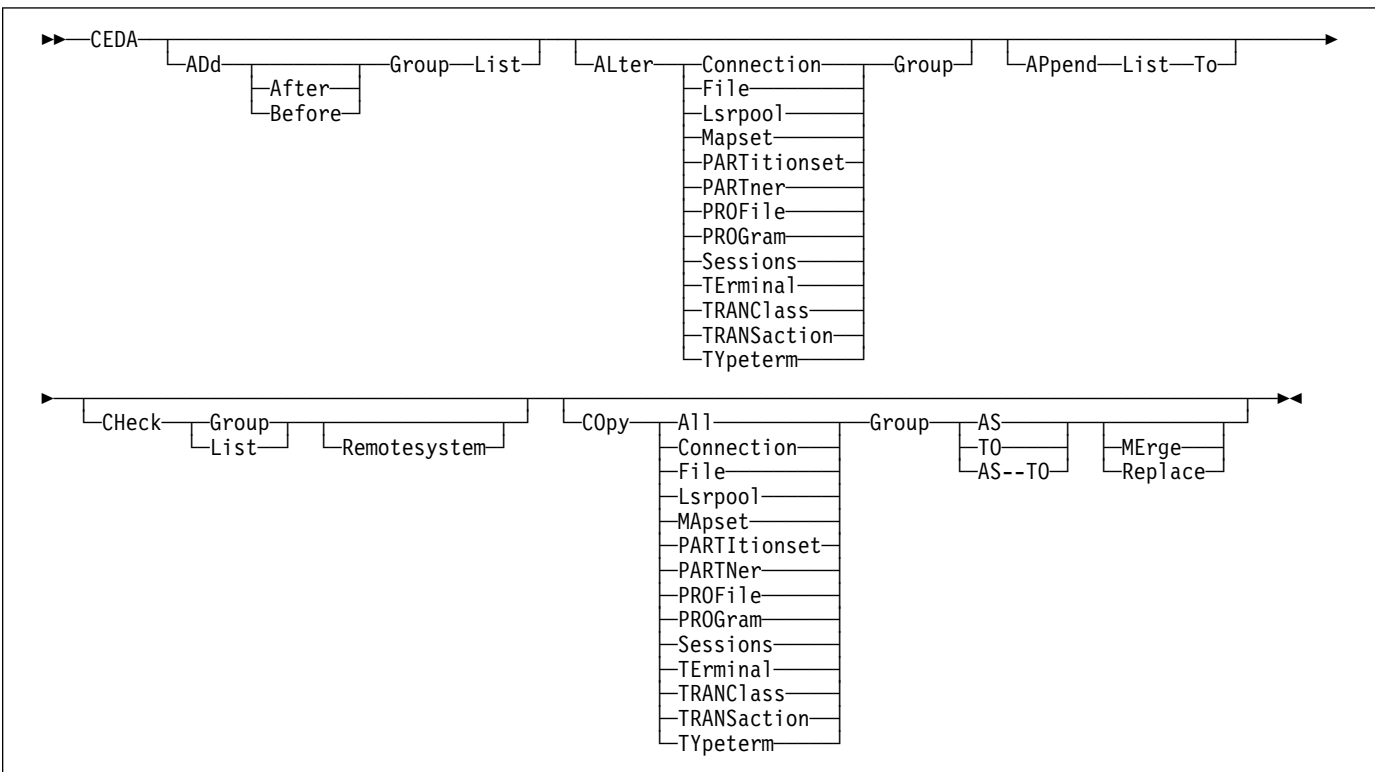 CEDA
ADd Group List ALter Connection Group APpend List To
After File
Before Lsrpool
Mapset
PARTitionset
PARTner
PROFile
PROGram
Sessions
TErminal
TRANClass
TRANSaction
TYpeterm
CHeck Group COpy All Group AS
List Remotesystem Connection TO MErge
File AS--TO Replace
Lsrpool
MApset
PARTItionset
PARTNer
PROFile
PROGram
Sessions
TErminal
TRANClass
TRANSaction
TYpeterm